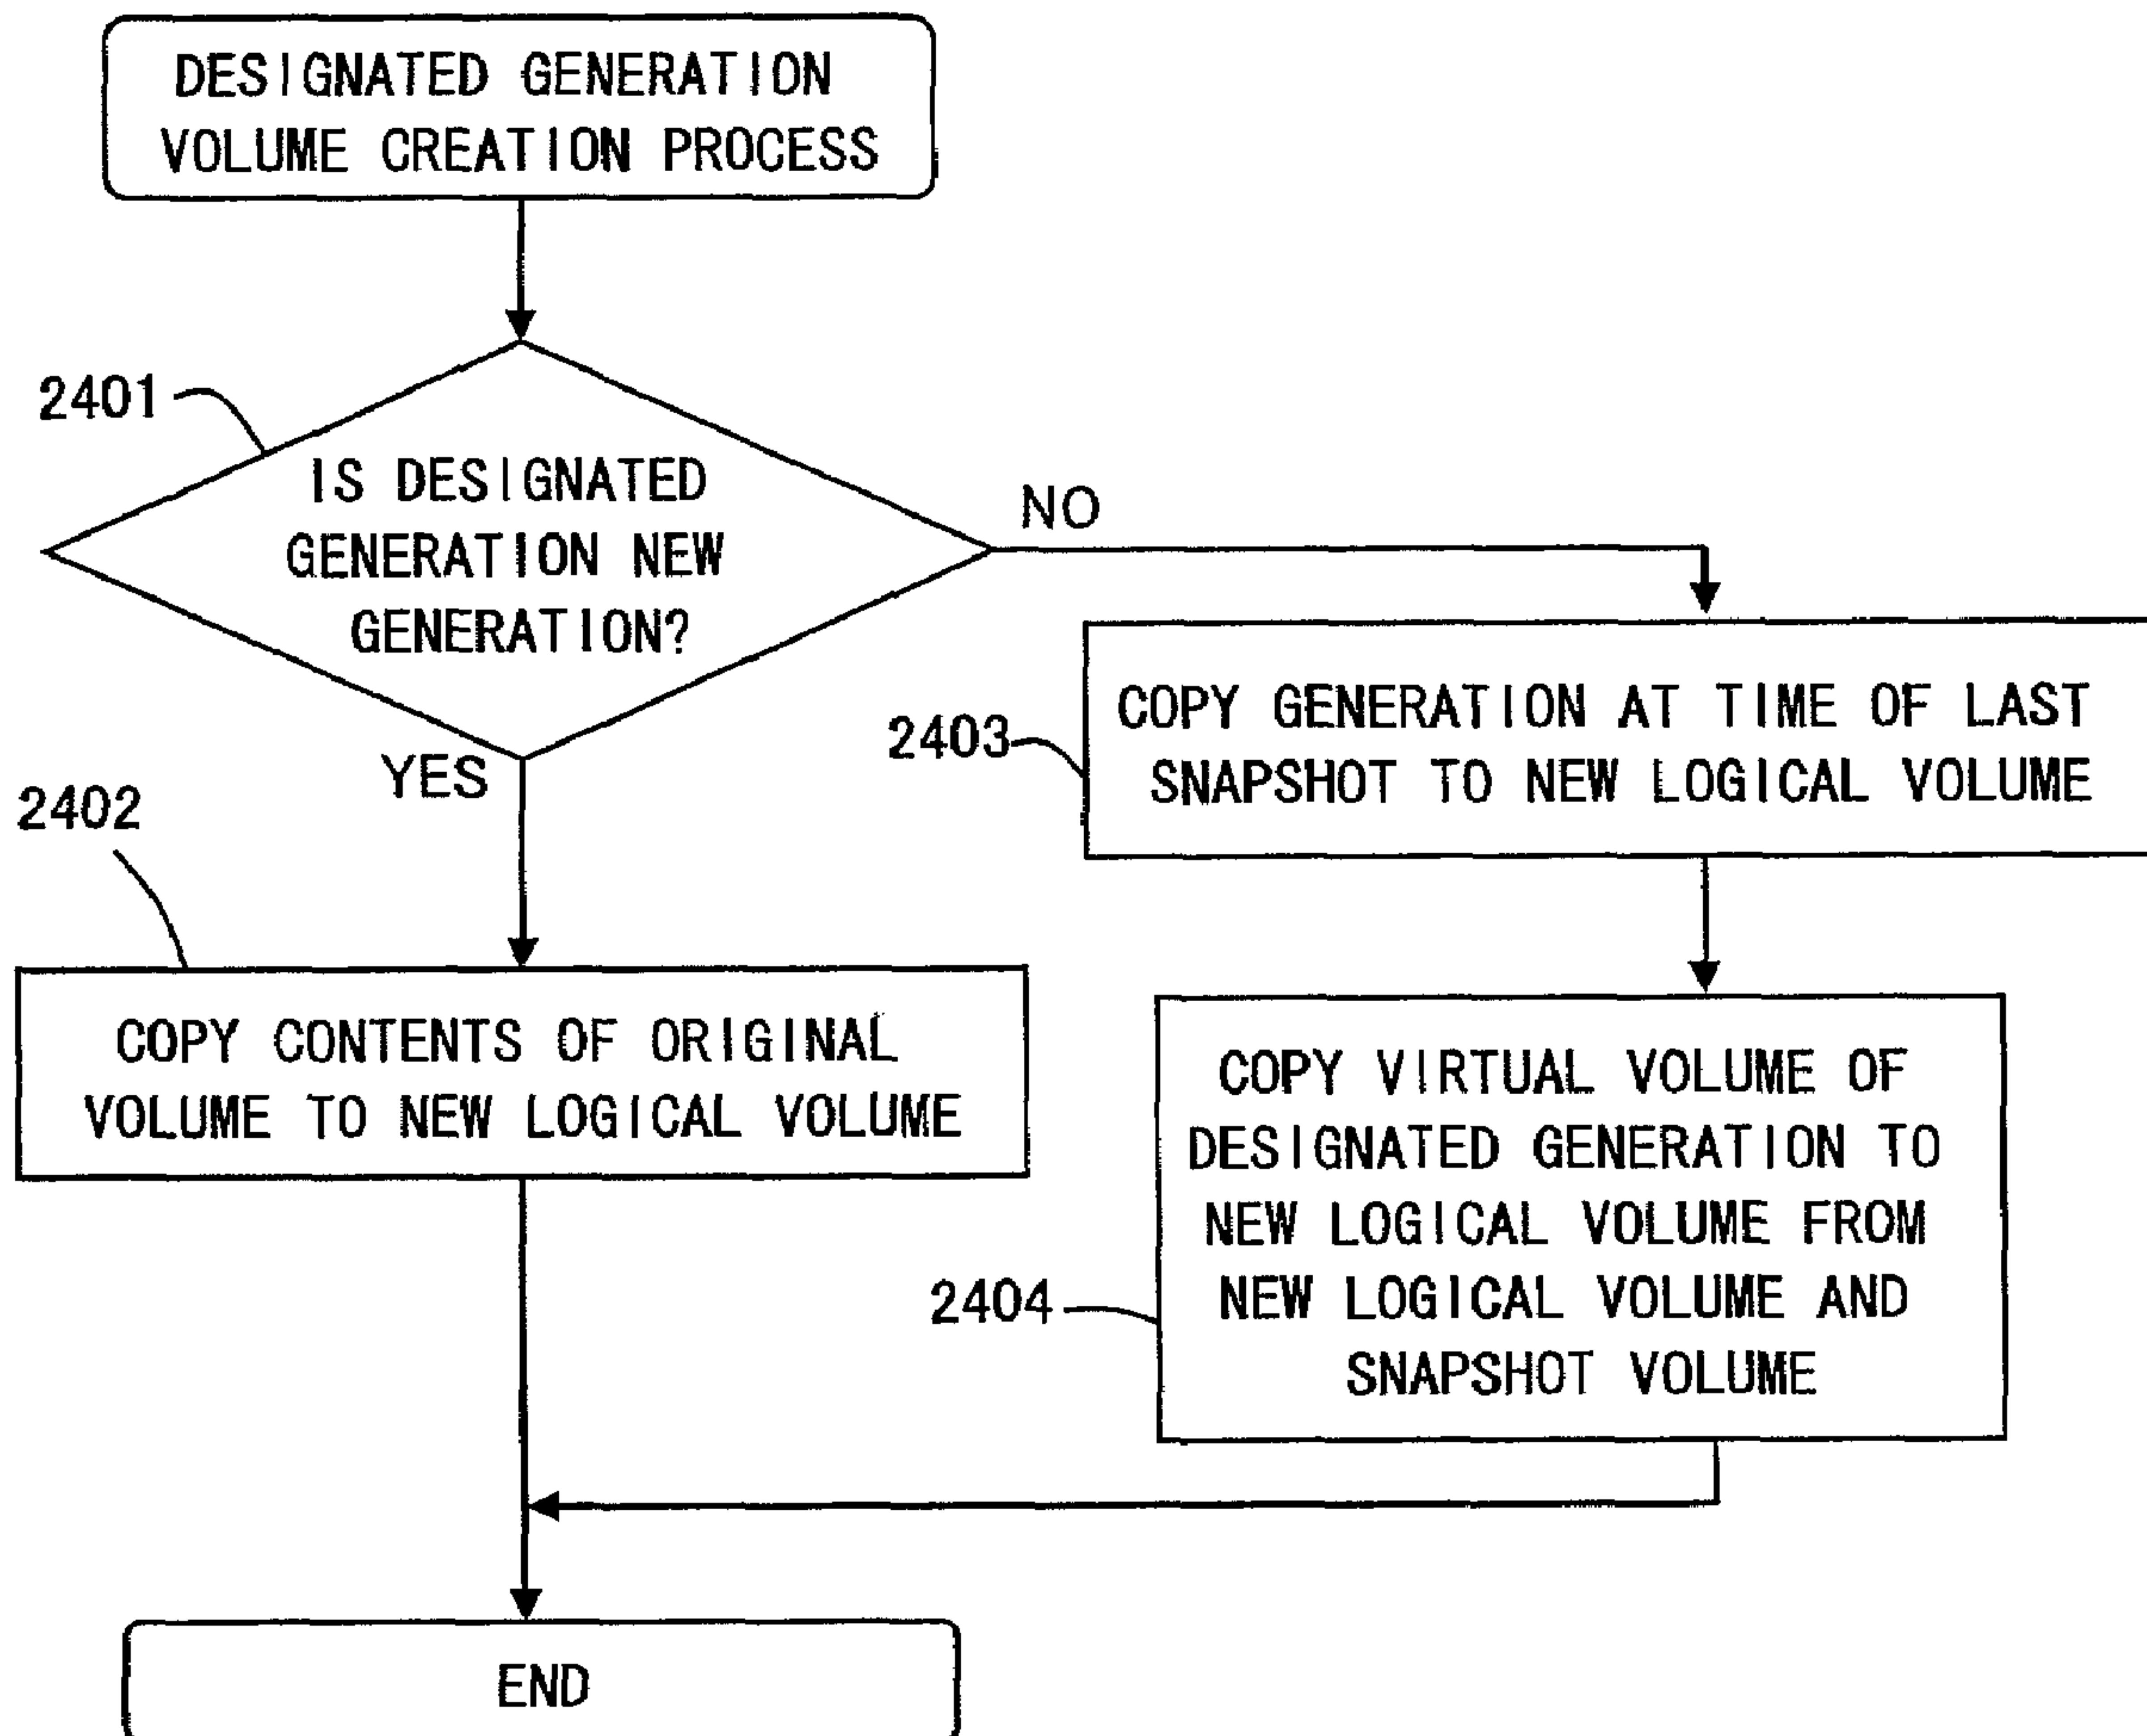 DESIGNATED GENERATION
VOLUME CREATION PROCESS
2401
IS DESIGNATED
GENERATION NEW
GENERATION?
NO
YES
2402
COPY CONTENTS OF ORIGINAL
VOLUME TO NEW LOGICAL VOLUME
2403
COPY GENERATION AT TIME OF LAST
SNAPSHOT TO NEW LOGICAL VOLUME
2404
COPY VIRTUAL VOLUME OF
DESIGNATED GENERATION TO
NEW LOGICAL VOLUME FROM
NEW LOGICAL VOLUME AND
SNAPSHOT VOLUME
END